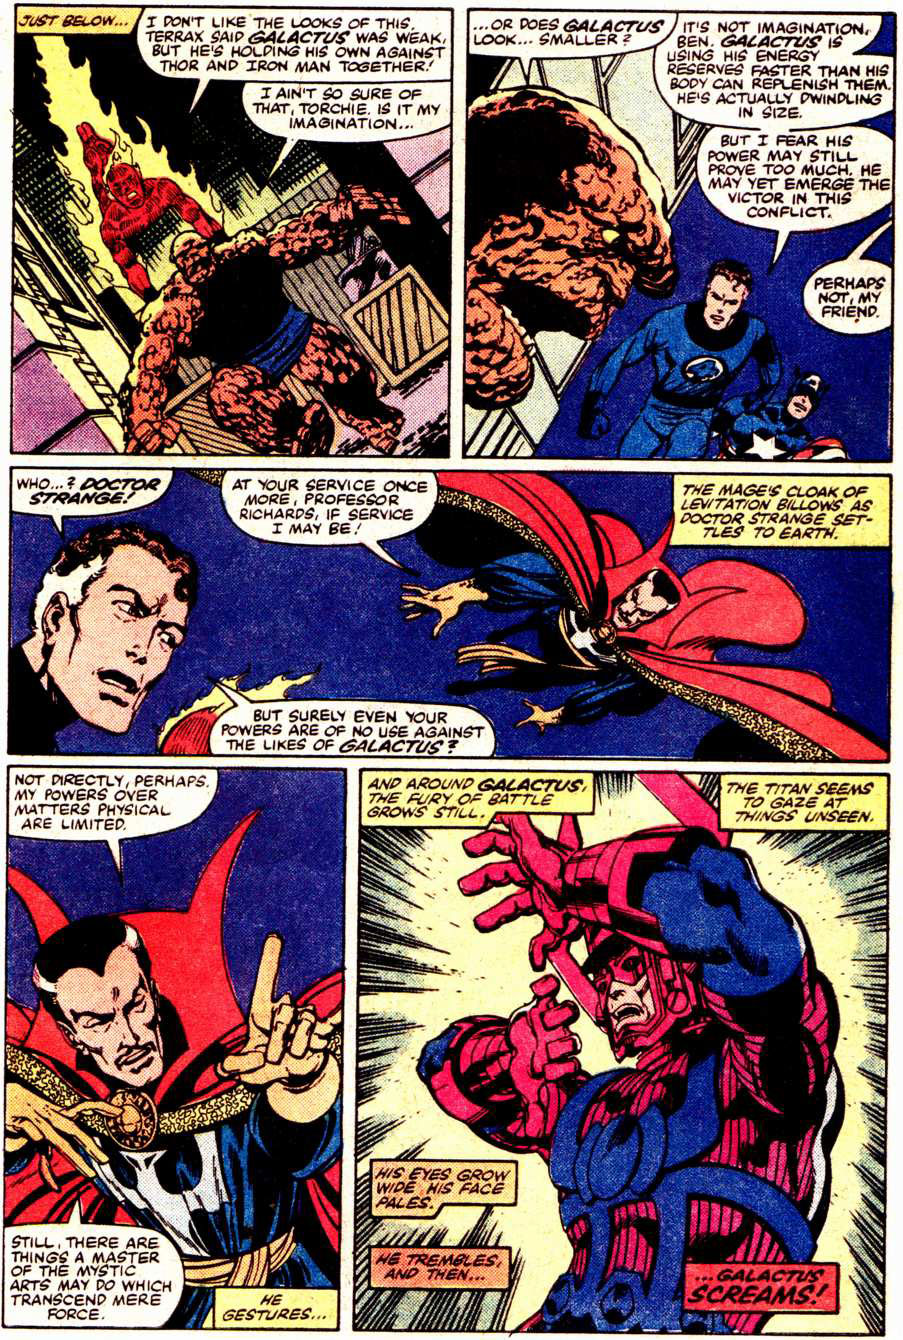 JUST BELOW...
I DON'T LIKE THE LOOKS OF THIS.
TERRAX SAID GALACTUS WAS WEAK,
BUT HE'S HOLDING HIS OWN AGAINST
THOR AND IRON MAN TOGETHER!
I AIN'T SO SURE OF
THAT, TORCHIE. IS IT MY
IMAGINATION...
...OR DOES GALACTUS
LOOK... SMALLER?
IT'S NOT IMAGINATION,
BEN. GALACTUS IS
USING HIS ENERGY
RESERVES FASTER THAN HIS
BODY CAN REPLENISH THEM.
HE'S ACTUALLY DWINDLING
IN SIZE.
BUT I FEAR HIS
POWER MAY STILL
PROVE TOO MUCH. HE
MAY YET EMERGE THE
VICTOR IN THIS
CONFLICT.
PERHAPS
NOT, MY
FRIEND.
WHO...? DOCTOR
STRANGE!
AT YOUR SERVICE ONCE
MORE, PROFESSOR
RICHARDS, IF SERVICE
I MAY BE!
THE MAGE'S CLOAK OF
LEVITATION BILLOWS AS
DOCTOR STRANGE SET-
TLES TO EARTH.
BUT SURELY EVEN YOUR
POWERS ARE OF NO USE AGAINST
THE LIKES OF GALACTUS?
NOT DIRECTLY, PERHAPS.
MY POWERS OVER
MATTERS PHYSICAL
ARE LIMITED.
STILL, THERE ARE
THINGS A MASTER
OF THE MYSTIC
ARTS MAY DO WHICH
TRANSCEND MERE
FORCE.
HE
GESTURES...
AND AROUND GALACTUS,
THE FURY OF BATTLE
GROWS STILL.
THE TITAN SEEMS
TO GAZE AT
THINGS UNSEEN.
HIS EYES GROW
WIDE. HIS FACE
PALES.
HE TREMBLES,
AND THEN...
...GALACTUS
SCREAMS!